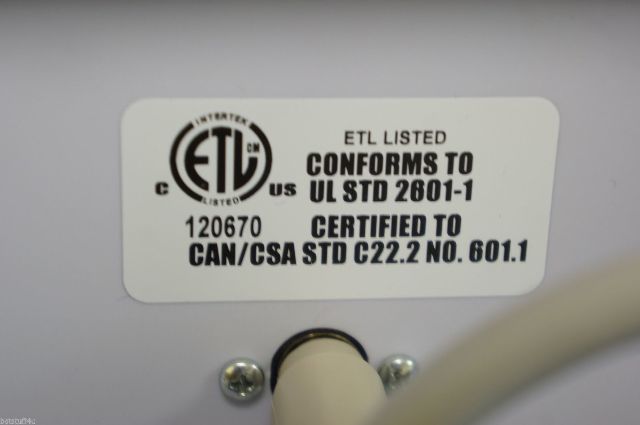 INTERTEK
ETL CM
LISTED
C US
120670
ETL LISTED
CONFORMS TO
UL STD 2601-1
CERTIFIED TO
CAN/CSA STD C22.2 NO. 601.1
botstuff4u